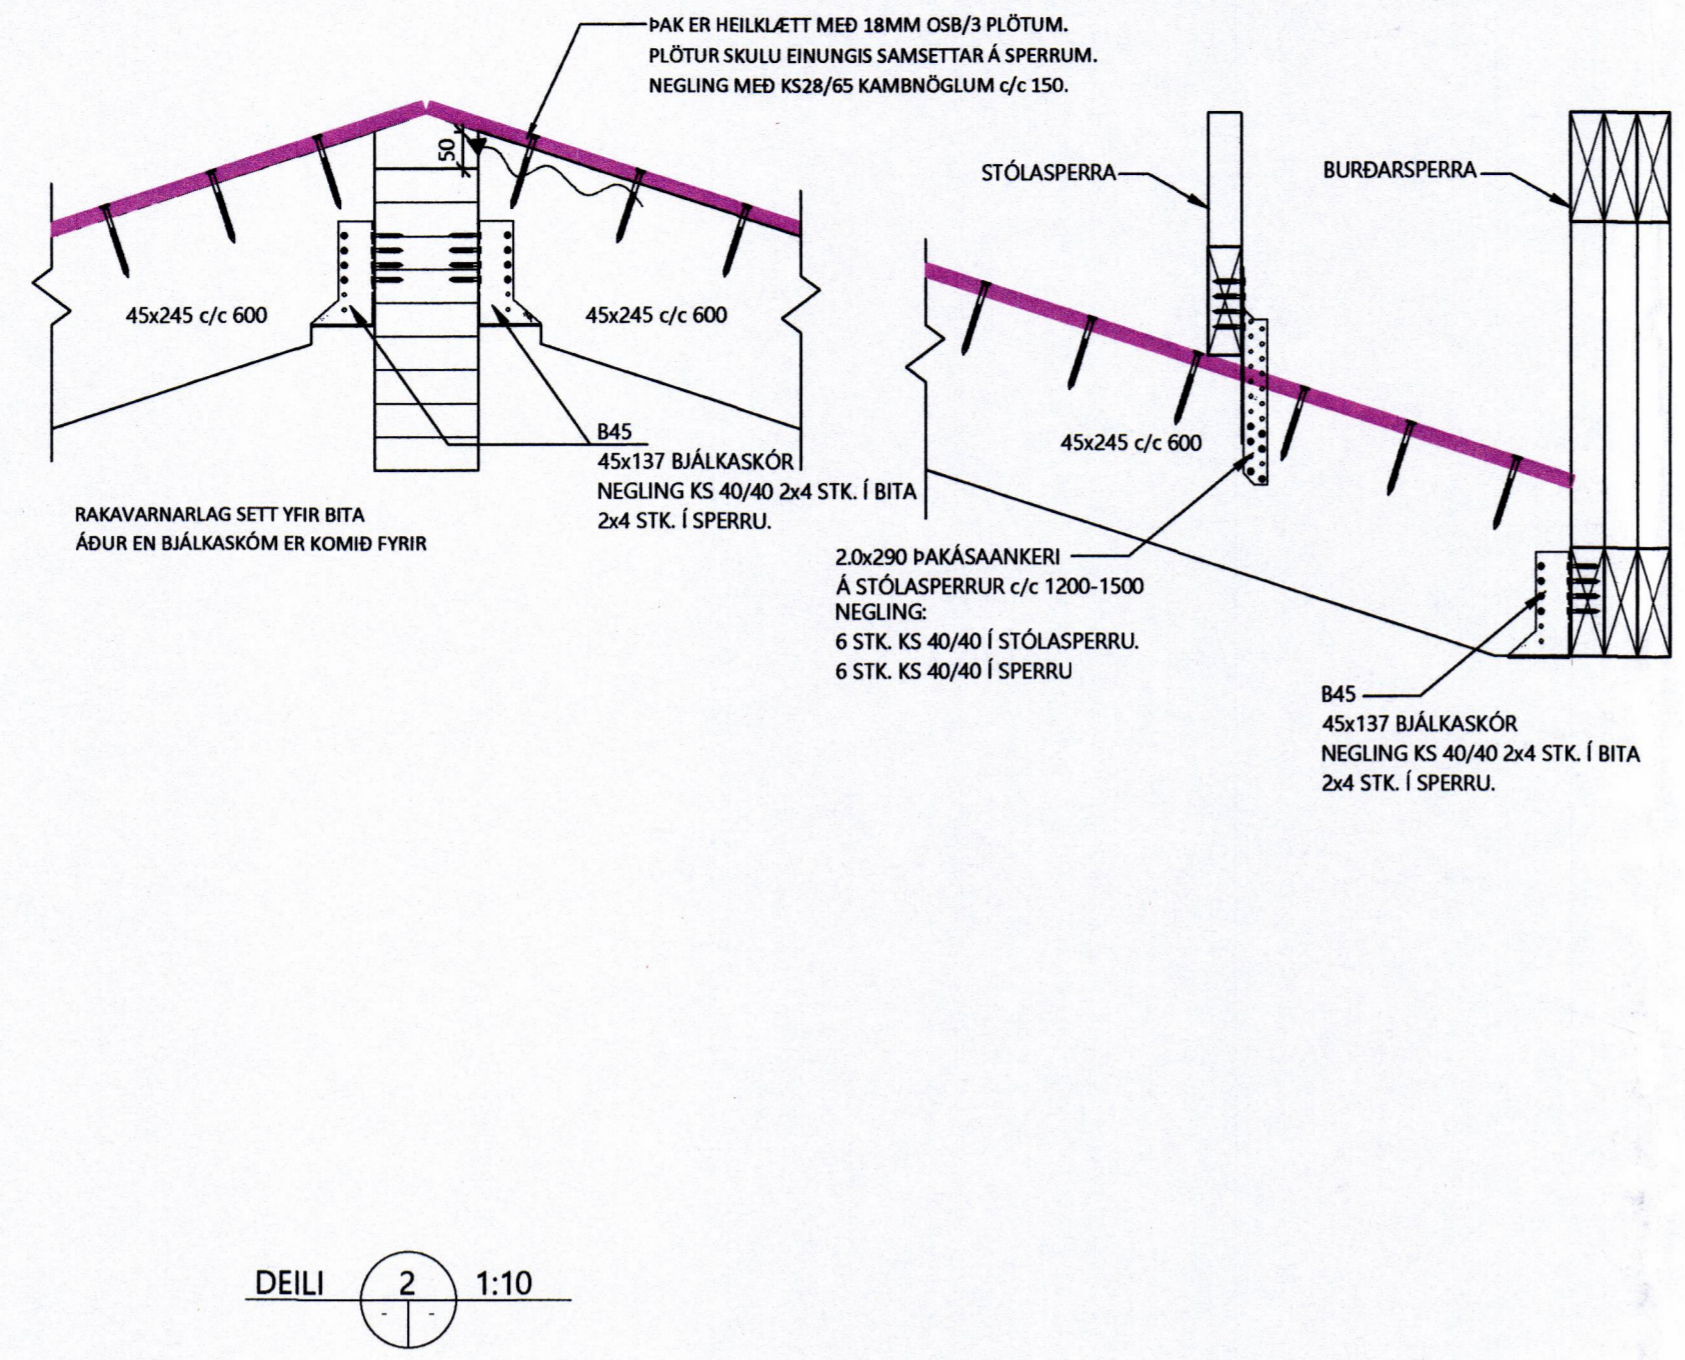 ÞAK ER HEILKLÆTT MEÐ 18MM OSB/3 PLÖTUM.
PLÖTUR SKULU EINUNGIS SAMSETTAR Á SPERRUM.
NEGLING MEÐ KS28/65 KAMBNÖGLUM c/c 150.
50
45x245 c/c 600
45x245 c/c 600
B45
45x137 BJÁLKASKÓR
NEGLING KS 40/40 2x4 STK. Í BITA
2x4 STK. Í SPERRU.
RAKAVARNARLAG SETT YFIR BITA
ÁÐUR EN BJÁLKASKÓM ER KOMIÐ FYRIR
STÓLASPERRA
BURÐARSPERRA
45x245 c/c 600
2.0x290 ÞAKÁSAANKERI
Á STÓLASPERRUR c/c 1200-1500
NEGLING:
6 STK. KS 40/40 Í STÓLASPERRU.
6 STK. KS 40/40 Í SPERRU
B45
45x137 BJÁLKASKÓR
NEGLING KS 40/40 2x4 STK. Í BITA
2x4 STK. Í SPERRU.
DEILI 2 1:10
- -